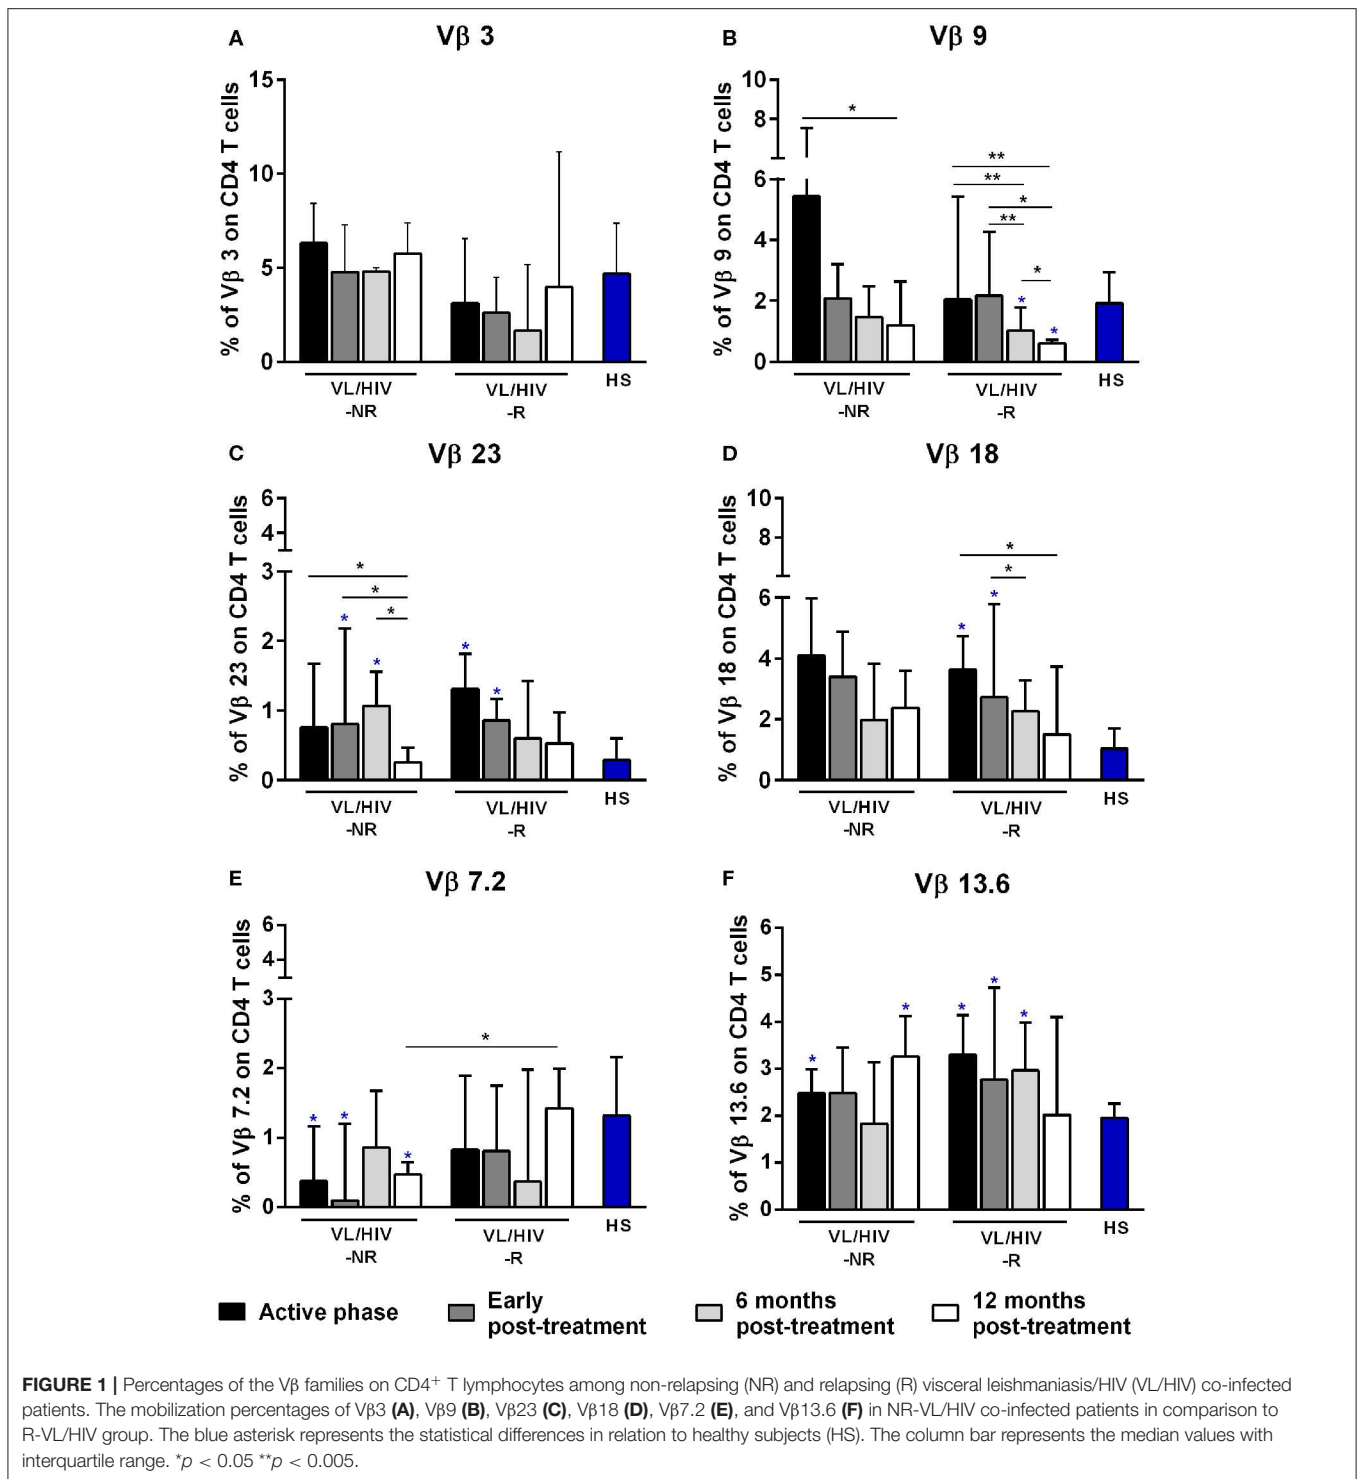 A
Vβ 3
% of Vβ 3 on CD4 T cells
15
10
5
0
VL/HIV
-NR
VL/HIV
-R
HS
B
Vβ 9
% of Vβ 9 on CD4 T cells
10
8
6
4
2
0
*
**
**
*
**
*
*
*
VL/HIV
-NR
VL/HIV
-R
HS
C
Vβ 23
% of Vβ 23 on CD4 T cells
6
4
3
2
1
0
*
*
*
*
*
*
*
VL/HIV
-NR
VL/HIV
-R
HS
D
Vβ 18
% of Vβ 18 on CD4 T cells
10
8
6
4
2
0
*
*
*
*
VL/HIV
-NR
VL/HIV
-R
HS
E
Vβ 7.2
% of Vβ 7.2 on CD4 T cells
6
4
3
2
1
0
*
*
*
*
VL/HIV
-NR
VL/HIV
-R
HS
F
Vβ 13.6
% of Vβ 13.6 on CD4 T cells
6
5
4
3
2
1
0
*
*
*
*
*
VL/HIV
-NR
VL/HIV
-R
HS
Active phase
Early
post-treatment
6 months
post-treatment
12 months
post-treatment
FIGURE 1 | Percentages of the Vβ families on CD4+ T lymphocytes among non-relapsing (NR) and relapsing (R) visceral leishmaniasis/HIV (VL/HIV) co-infected
patients. The mobilization percentages of Vβ3 (A), Vβ9 (B), Vβ23 (C), Vβ18 (D), Vβ7.2 (E), and Vβ13.6 (F) in NR-VL/HIV co-infected patients in comparison to
R-VL/HIV group. The blue asterisk represents the statistical differences in relation to healthy subjects (HS). The column bar represents the median values with
interquartile range. *p < 0.05 **p < 0.005.